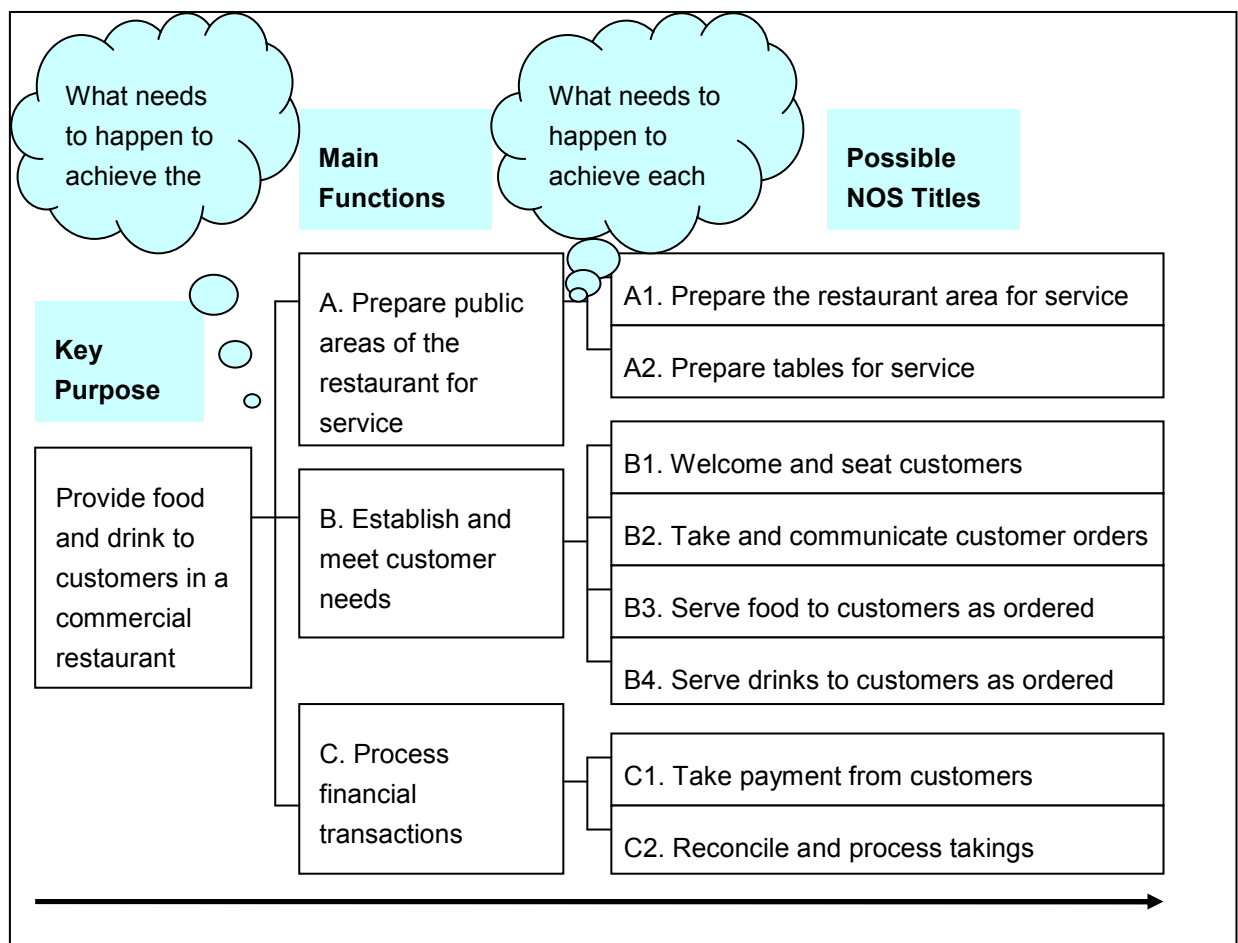 What needs
to happen to
achieve the
What needs to
happen to
achieve each
Main
Functions
Possible
NOS Titles
Key
Purpose
Provide food
and drink to
customers in a
commercial
restaurant
A. Prepare public
areas of the
restaurant for
service
B. Establish and
meet customer
needs
C. Process
financial
transactions
A1. Prepare the restaurant area for service
A2. Prepare tables for service
B1. Welcome and seat customers
B2. Take and communicate customer orders
B3. Serve food to customers as ordered
B4. Serve drinks to customers as ordered
C1. Take payment from customers
C2. Reconcile and process takings